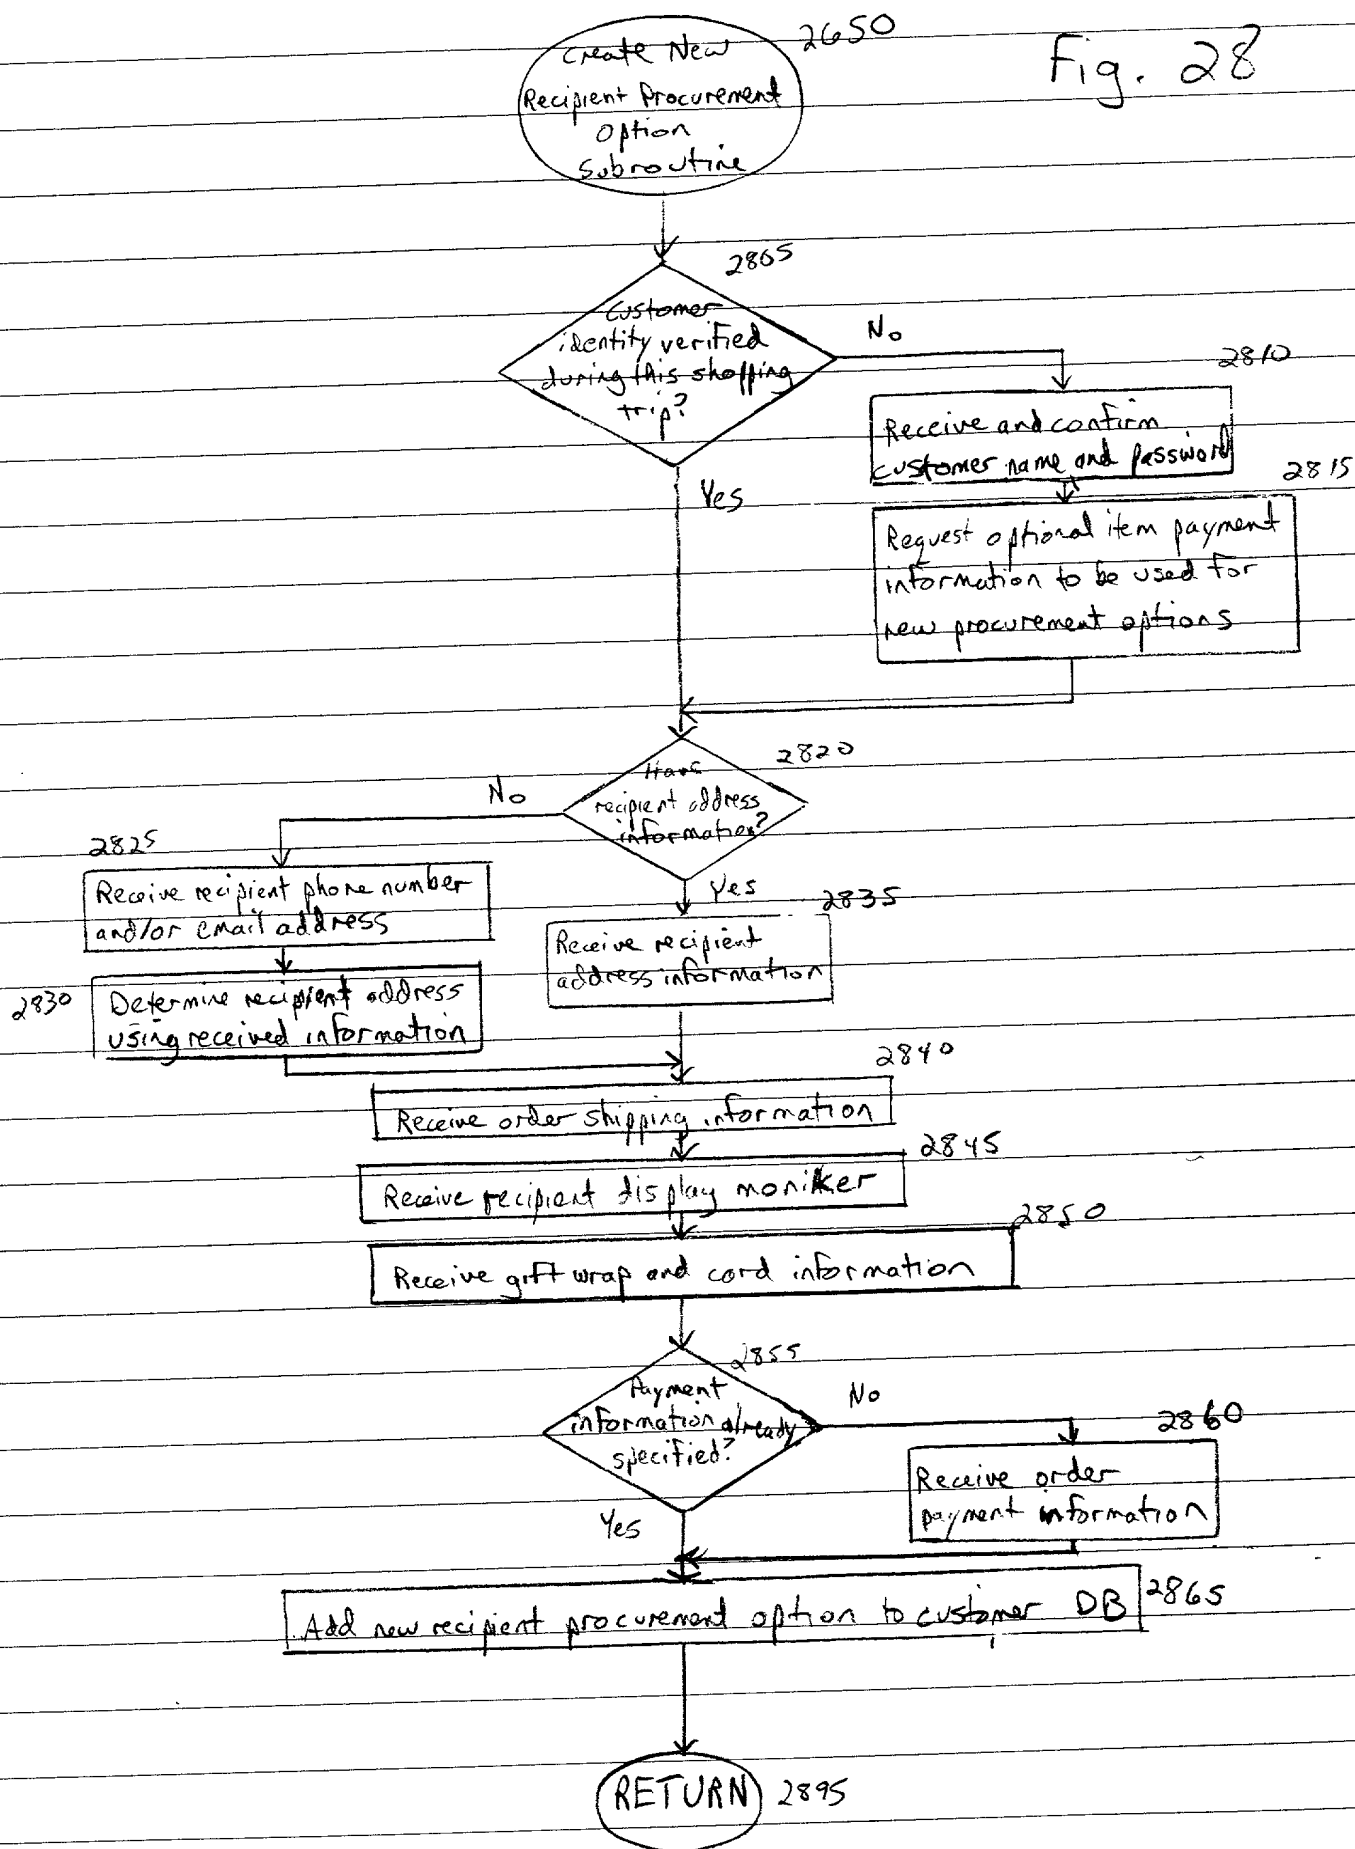 Fig. 28
2650
Create New
Recipient Procurement
Option
Subroutine
2805
Customer
identity verified
during this shopping
trip?
No
Yes
2810
Receive and confirm
customer name and password
2815
Request optional item payment
information to be used for
new procurement options
2820
Have
recipient address
information?
No
Yes
2825
Receive recipient phone number
and/or email address
2830
Determine recipient address
using received information
2835
Receive recipient
address information
2840
Receive order shipping information
2845
Receive recipient display moniker
2850
Receive gift wrap and card information
2855
Payment
information already
specified?
No
Yes
2860
Receive order
payment information
Add new recipient procurement option to customer DB
2865
RETURN
2895